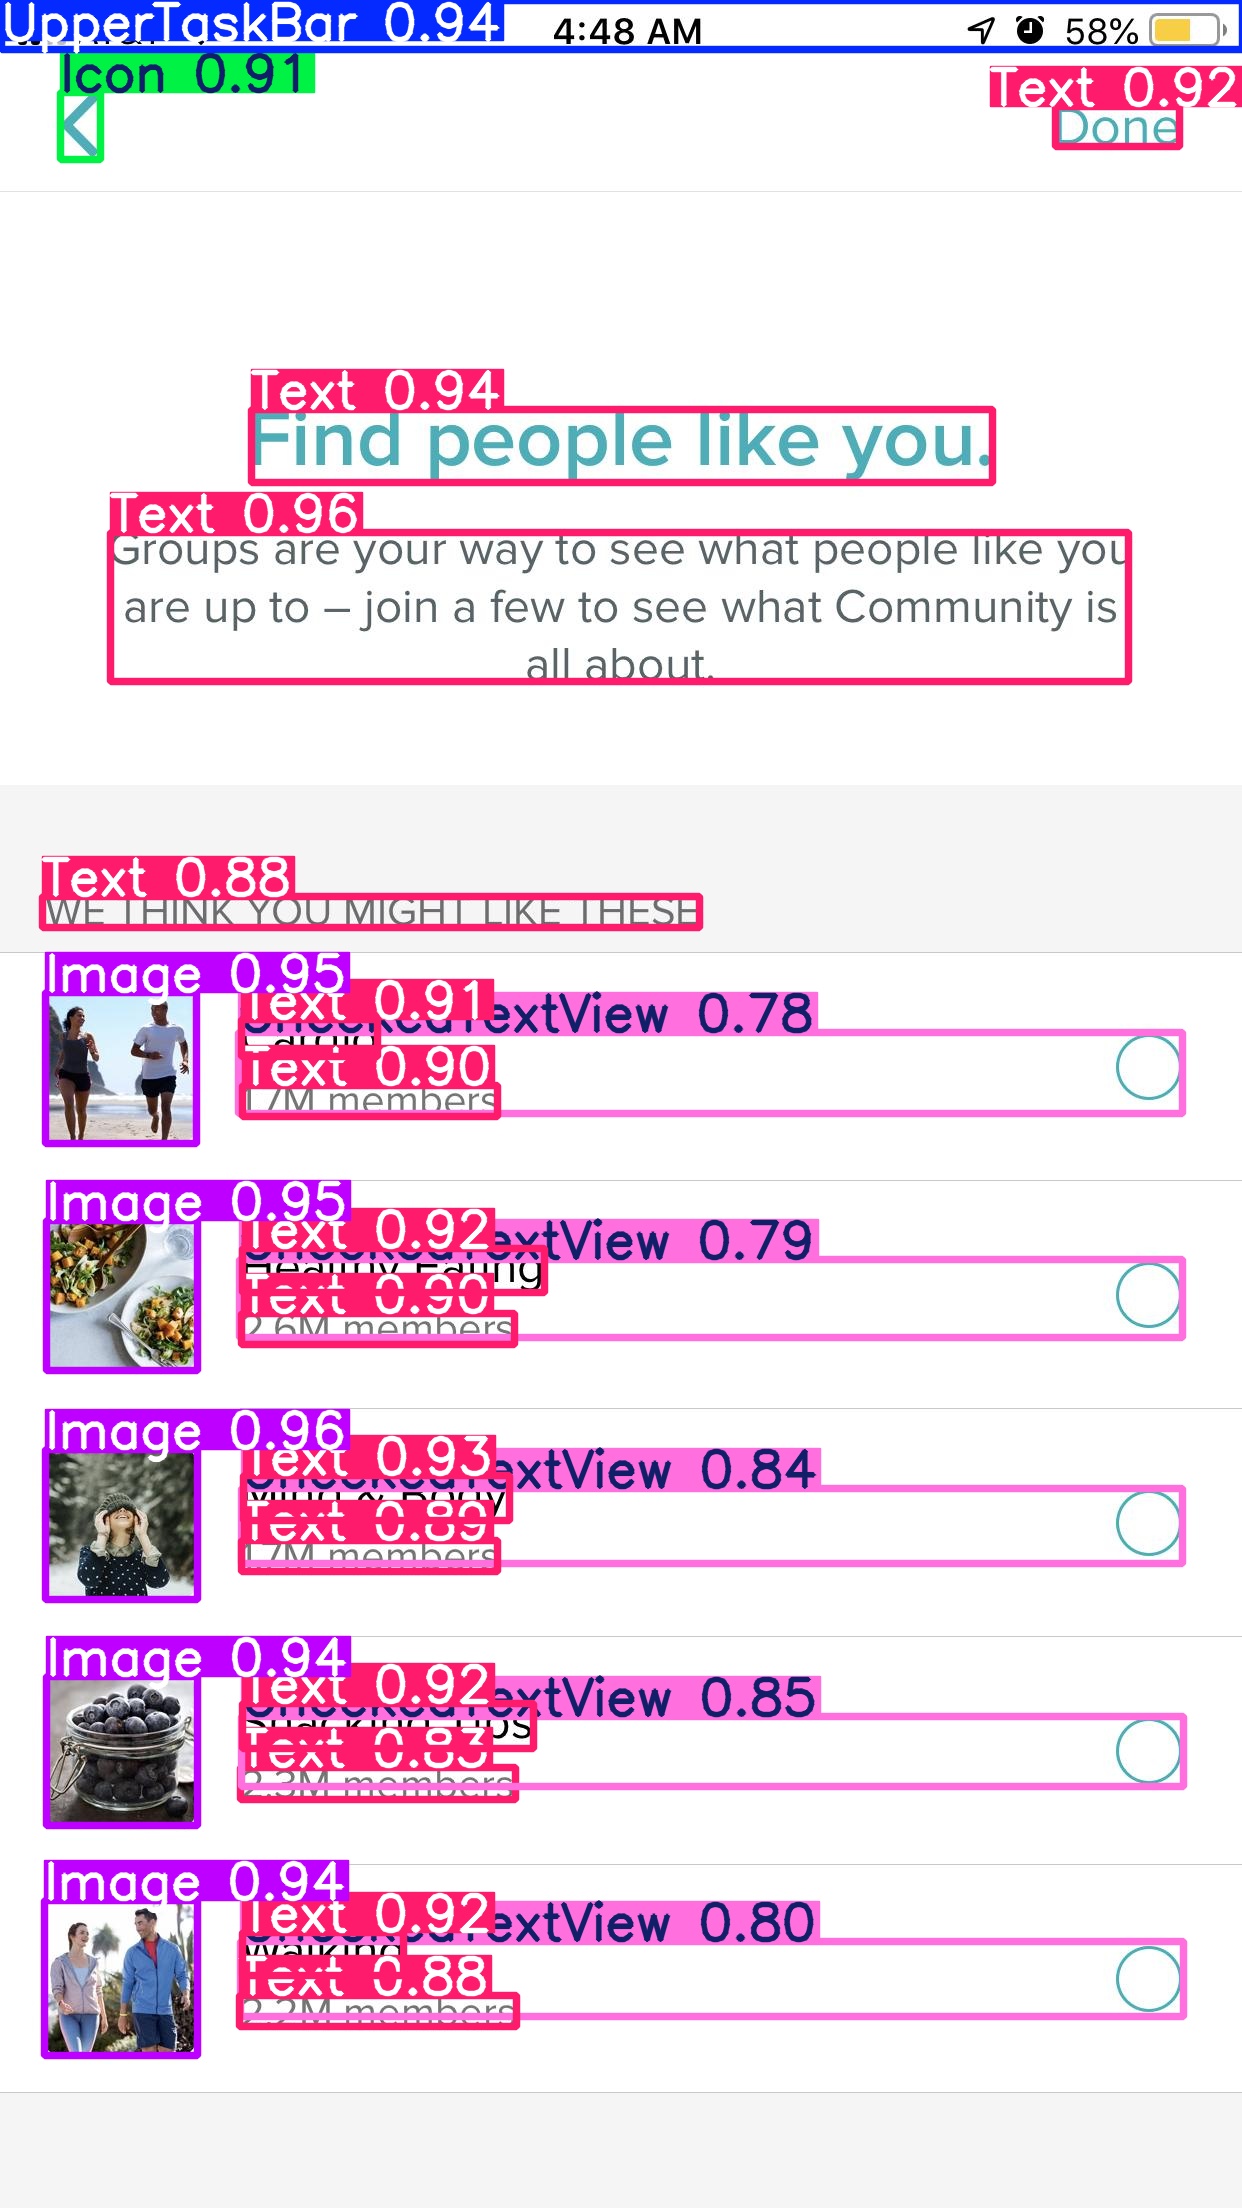 UpperTaskBar 0.94
4:48 AM
58%
Icon 0.91
Text 0.92
Done
Text 0.94
Find people like you.
Text 0.96
Groups are your way to see what people like you
are up to – join a few to see what Community is
all about.
Text 0.88
WE THINK YOU MIGHT LIKE THESE
Image 0.95
Text 0.91
CheckedTextView 0.78
Cardio
Text 0.90
1.7M members
Image 0.95
Text 0.92
CheckedTextView 0.79
Healthy Eating
Text 0.90
2.6M members
Image 0.96
Text 0.93
CheckedTextView 0.84
Mind & Body
Text 0.89
1.7M members
Image 0.94
Text 0.92
CheckedTextView 0.85
Snacking Tips
Text 0.83
2.3M members
Image 0.94
Text 0.92
CheckedTextView 0.80
Walking
Text 0.88
2.2M members